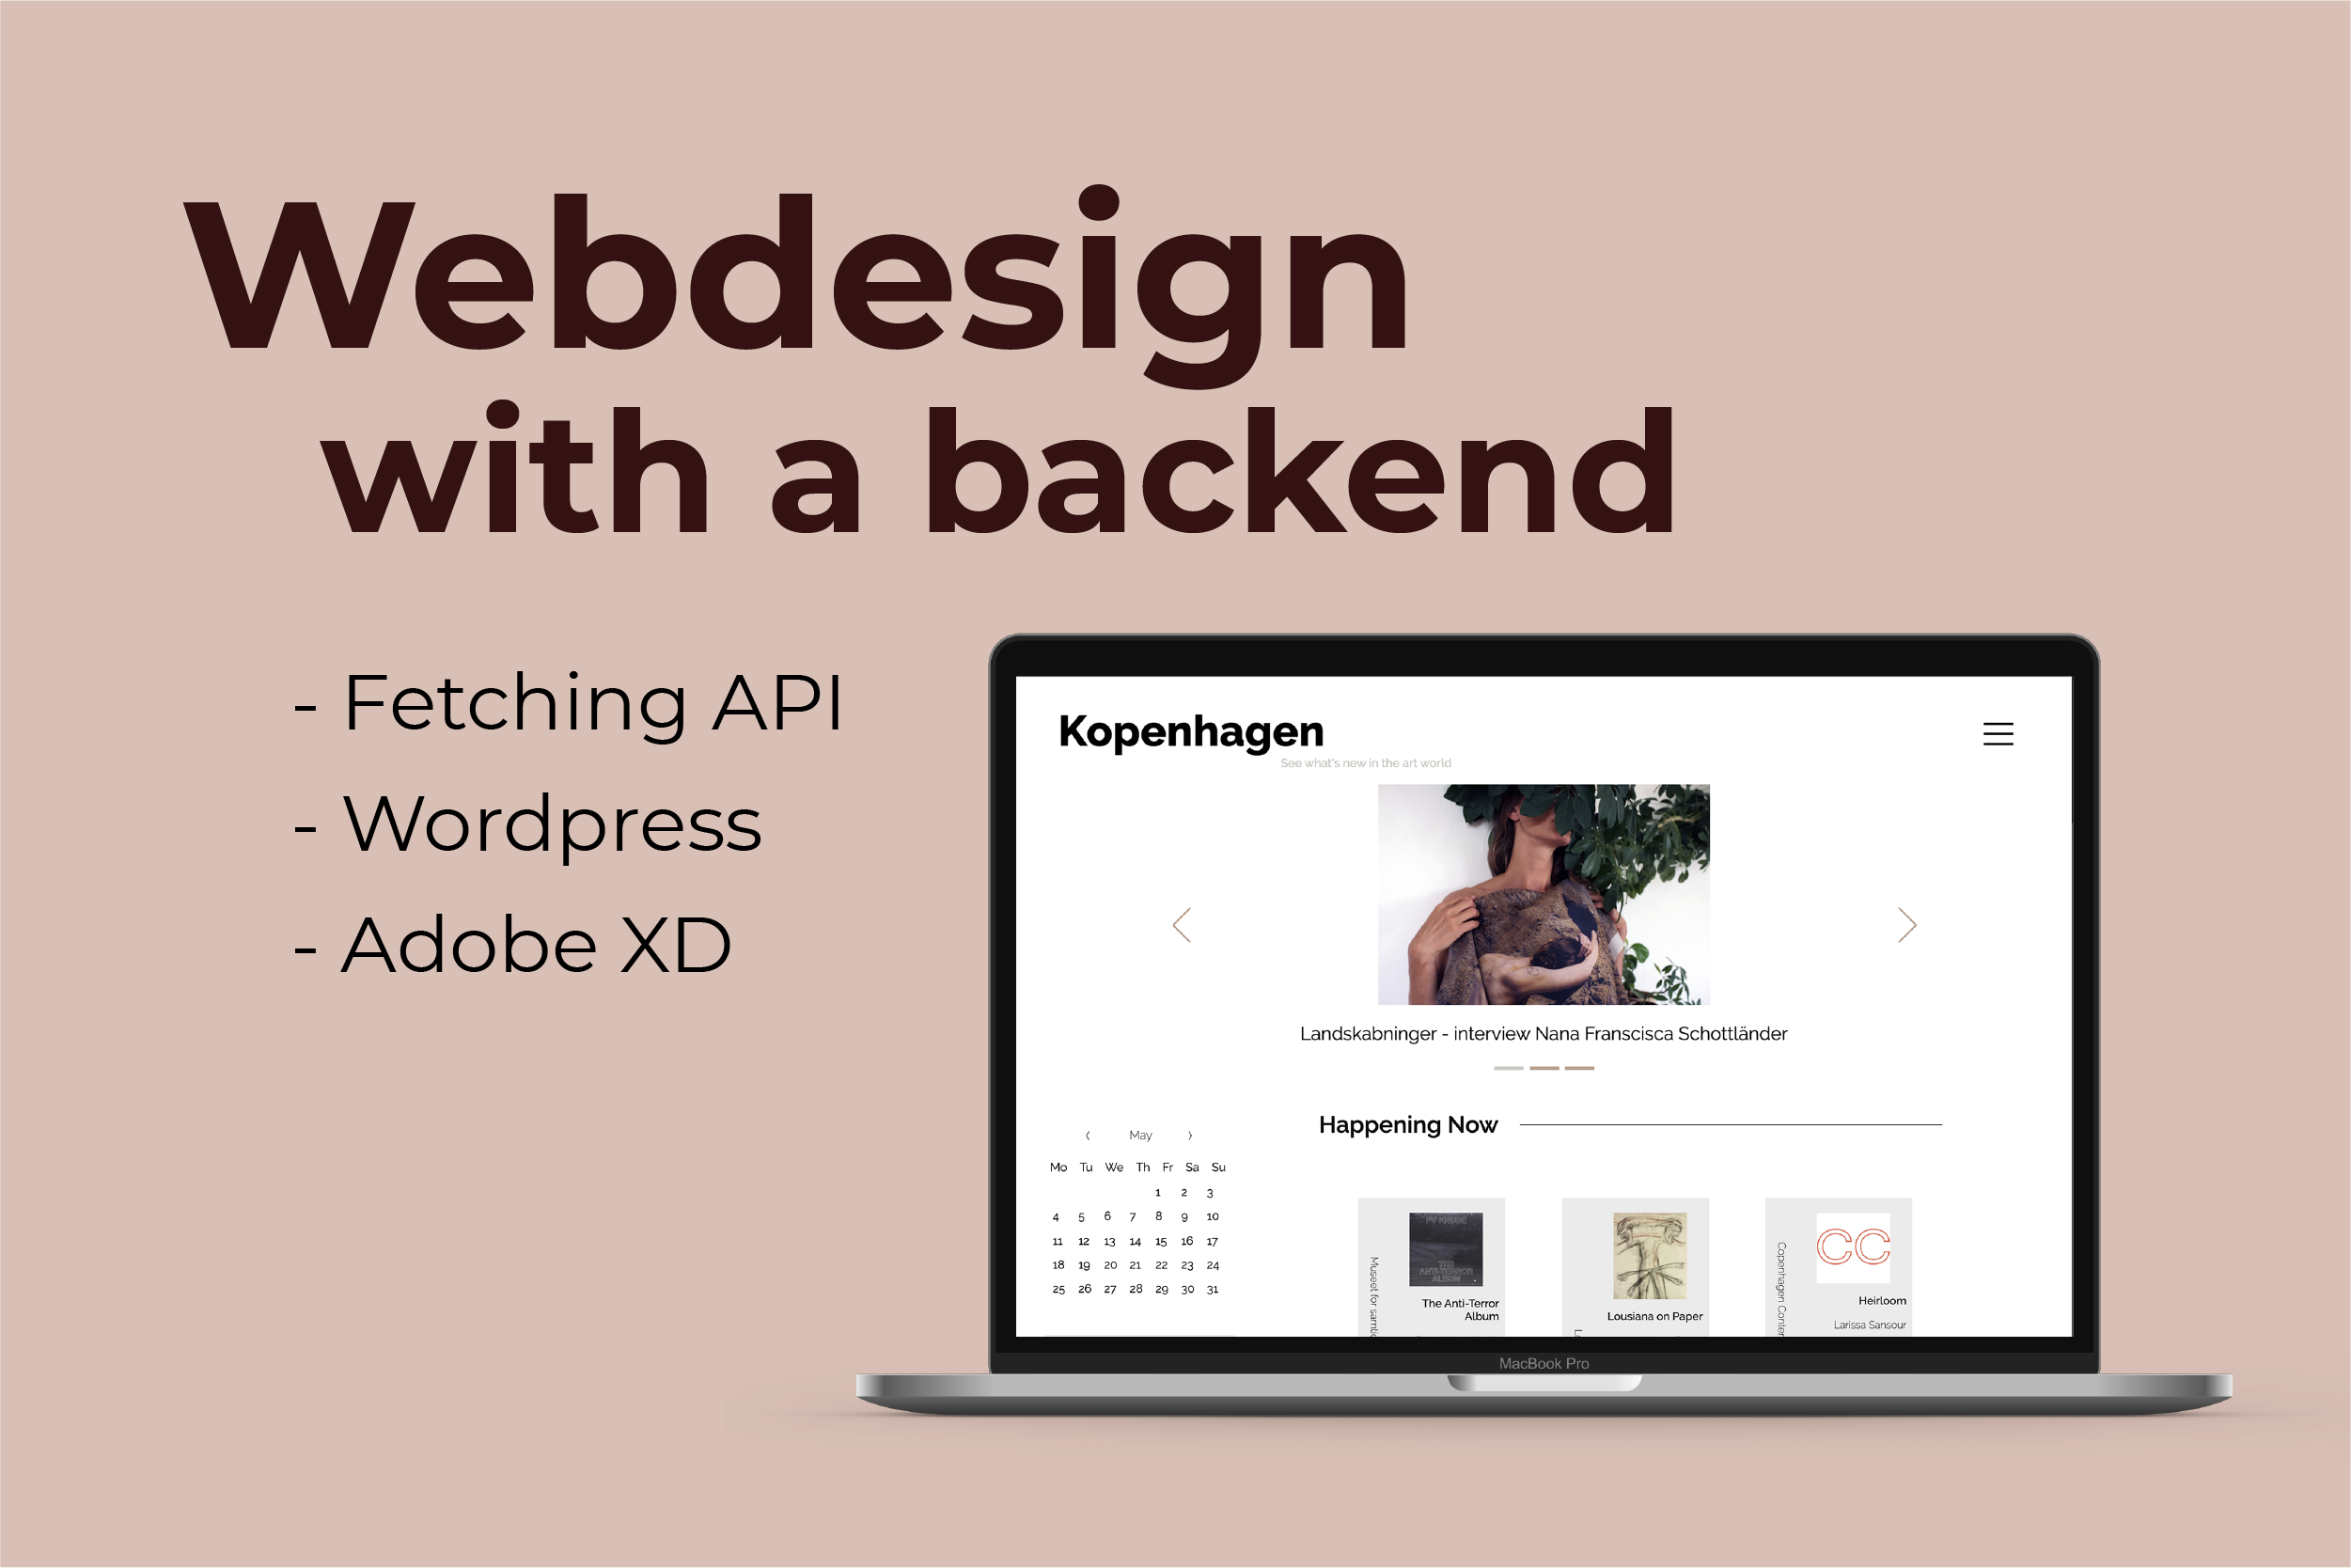 Webdesign
with a backend
- Fetching API
- Wordpress
- Adobe XD
Kopenhagen
See what's new in the art world
Landskabninger - interview Nana Franscisca Schottländer
Happening Now
May
Mo Tu We Th Fr Sa Su
1 2 3
4 5 6 7 8 9 10
11 12 13 14 15 16 17
18 19 20 21 22 23 24
25 26 27 28 29 30 31
Museet for
THE
ANTI-TERROR
ALBUM
The Anti-Terror
Album
Lousiana on Paper
Copenhagen
CC
Heirloom
Larissa Sansour
MacBook Pro